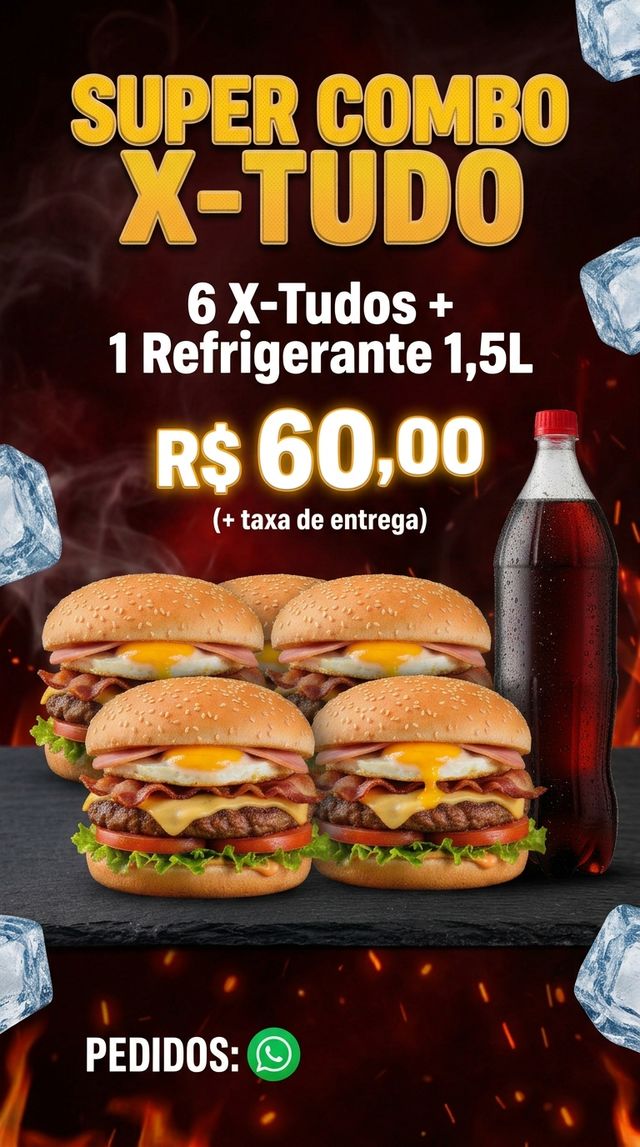 SUPER COMBO
X-TUDO
6 X-Tudos +
1 Refrigerante 1,5L
R$ 60,00
(+ taxa de entrega)
PEDIDOS: